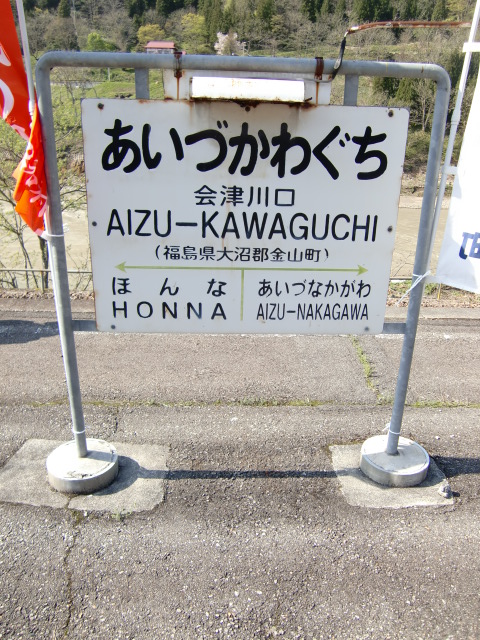 あいづかわぐち
会津川口
AIZU-KAWAGUCHI
(福島県大沼郡金山町)
ほんな あいづなかがわ
HONNA AIZU-NAKAGAWA